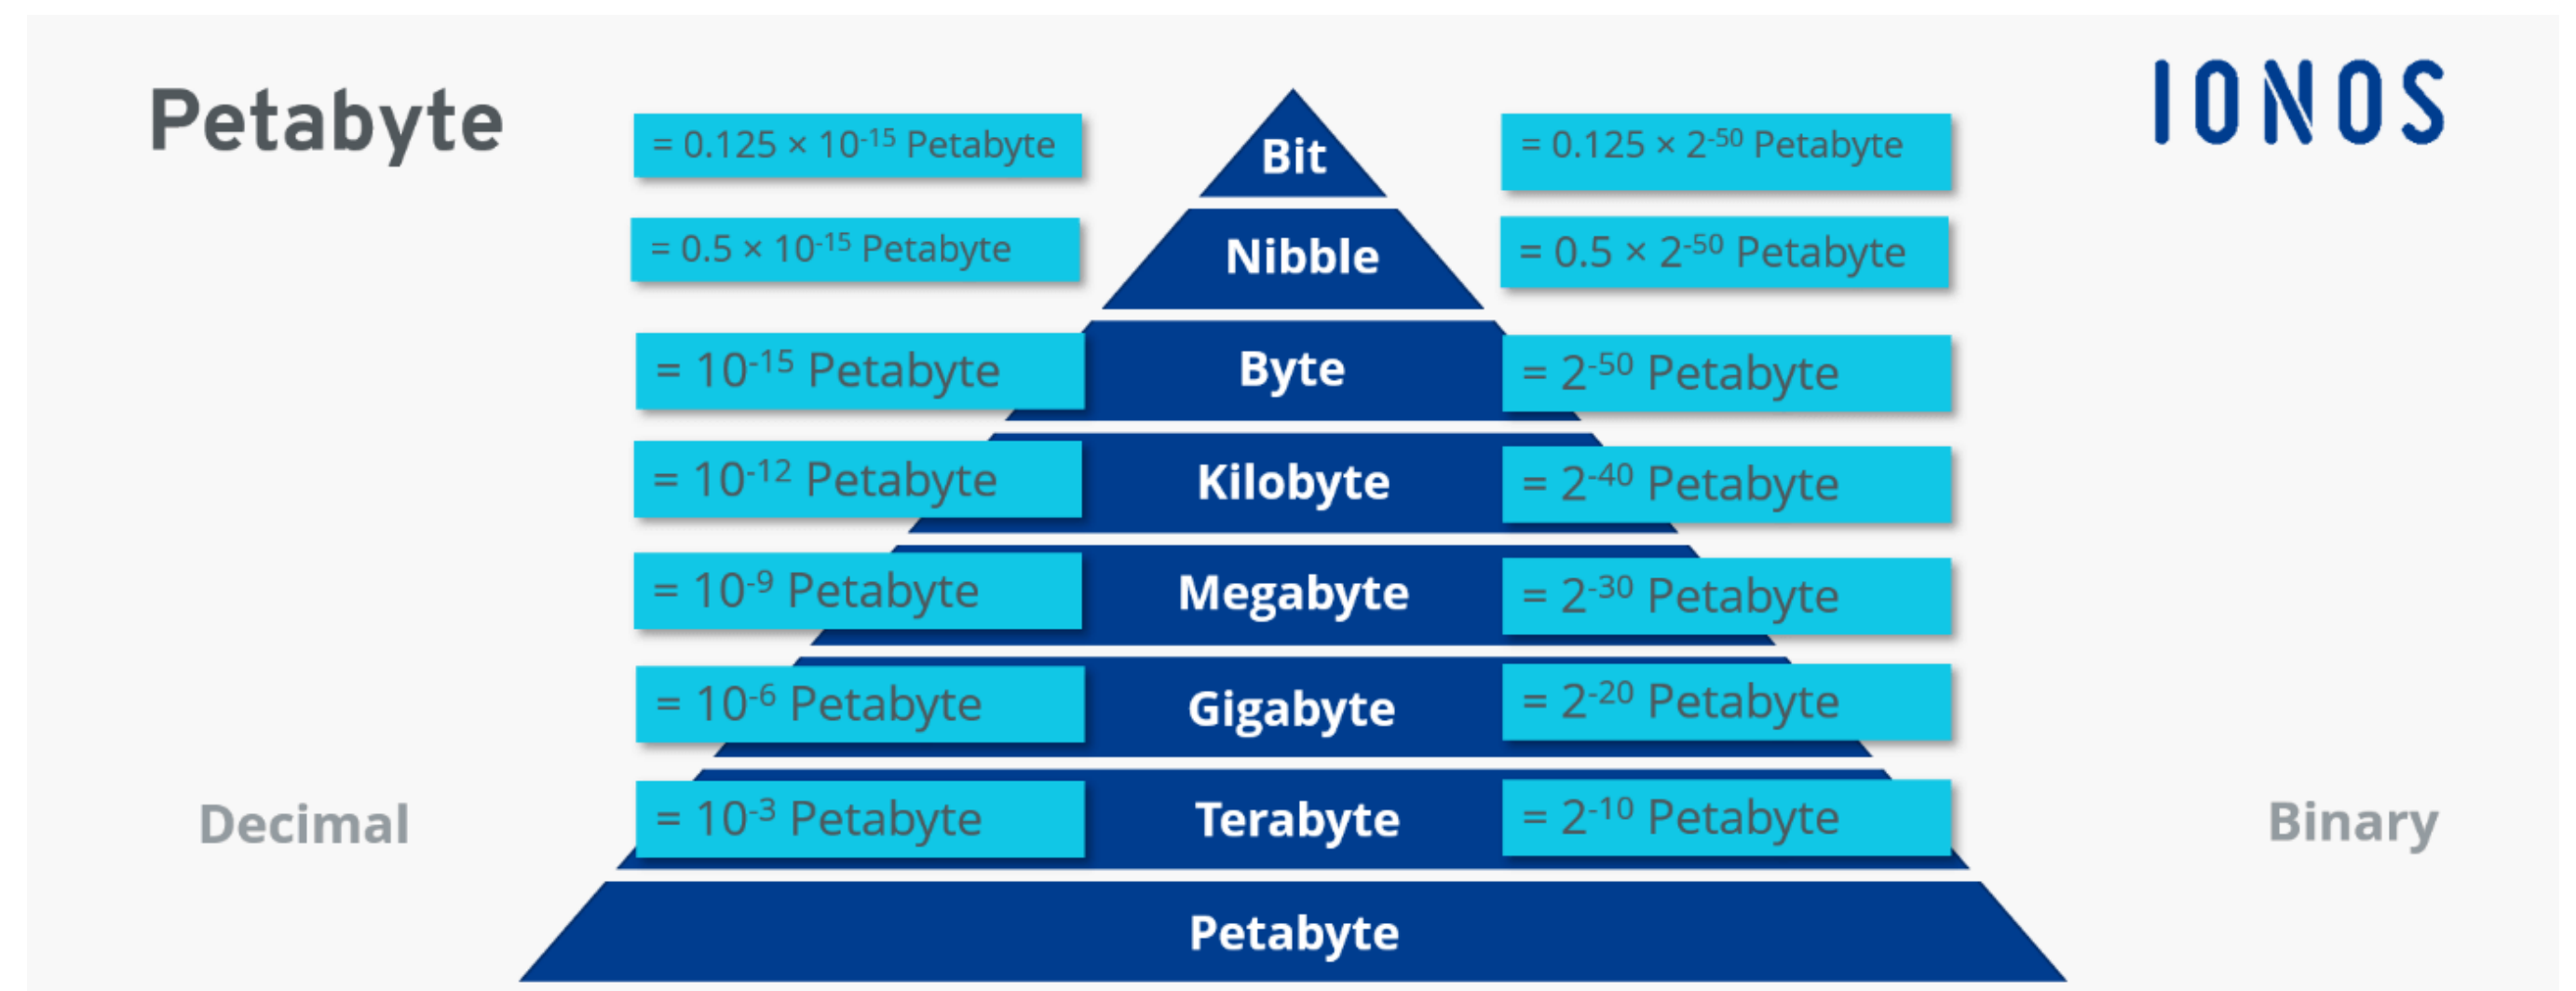 Petabyte
IONOS
= 0.125 × 10⁻¹⁵ Petabyte
Bit
= 0.125 × 2⁻⁵⁰ Petabyte
= 0.5 × 10⁻¹⁵ Petabyte
Nibble
= 0.5 × 2⁻⁵⁰ Petabyte
= 10⁻¹⁵ Petabyte
Byte
= 2⁻⁵⁰ Petabyte
= 10⁻¹² Petabyte
Kilobyte
= 2⁻⁴⁰ Petabyte
= 10⁻⁹ Petabyte
Megabyte
= 2⁻³⁰ Petabyte
= 10⁻⁶ Petabyte
Gigabyte
= 2⁻²⁰ Petabyte
Decimal
= 10⁻³ Petabyte
Terabyte
= 2⁻¹⁰ Petabyte
Binary
Petabyte